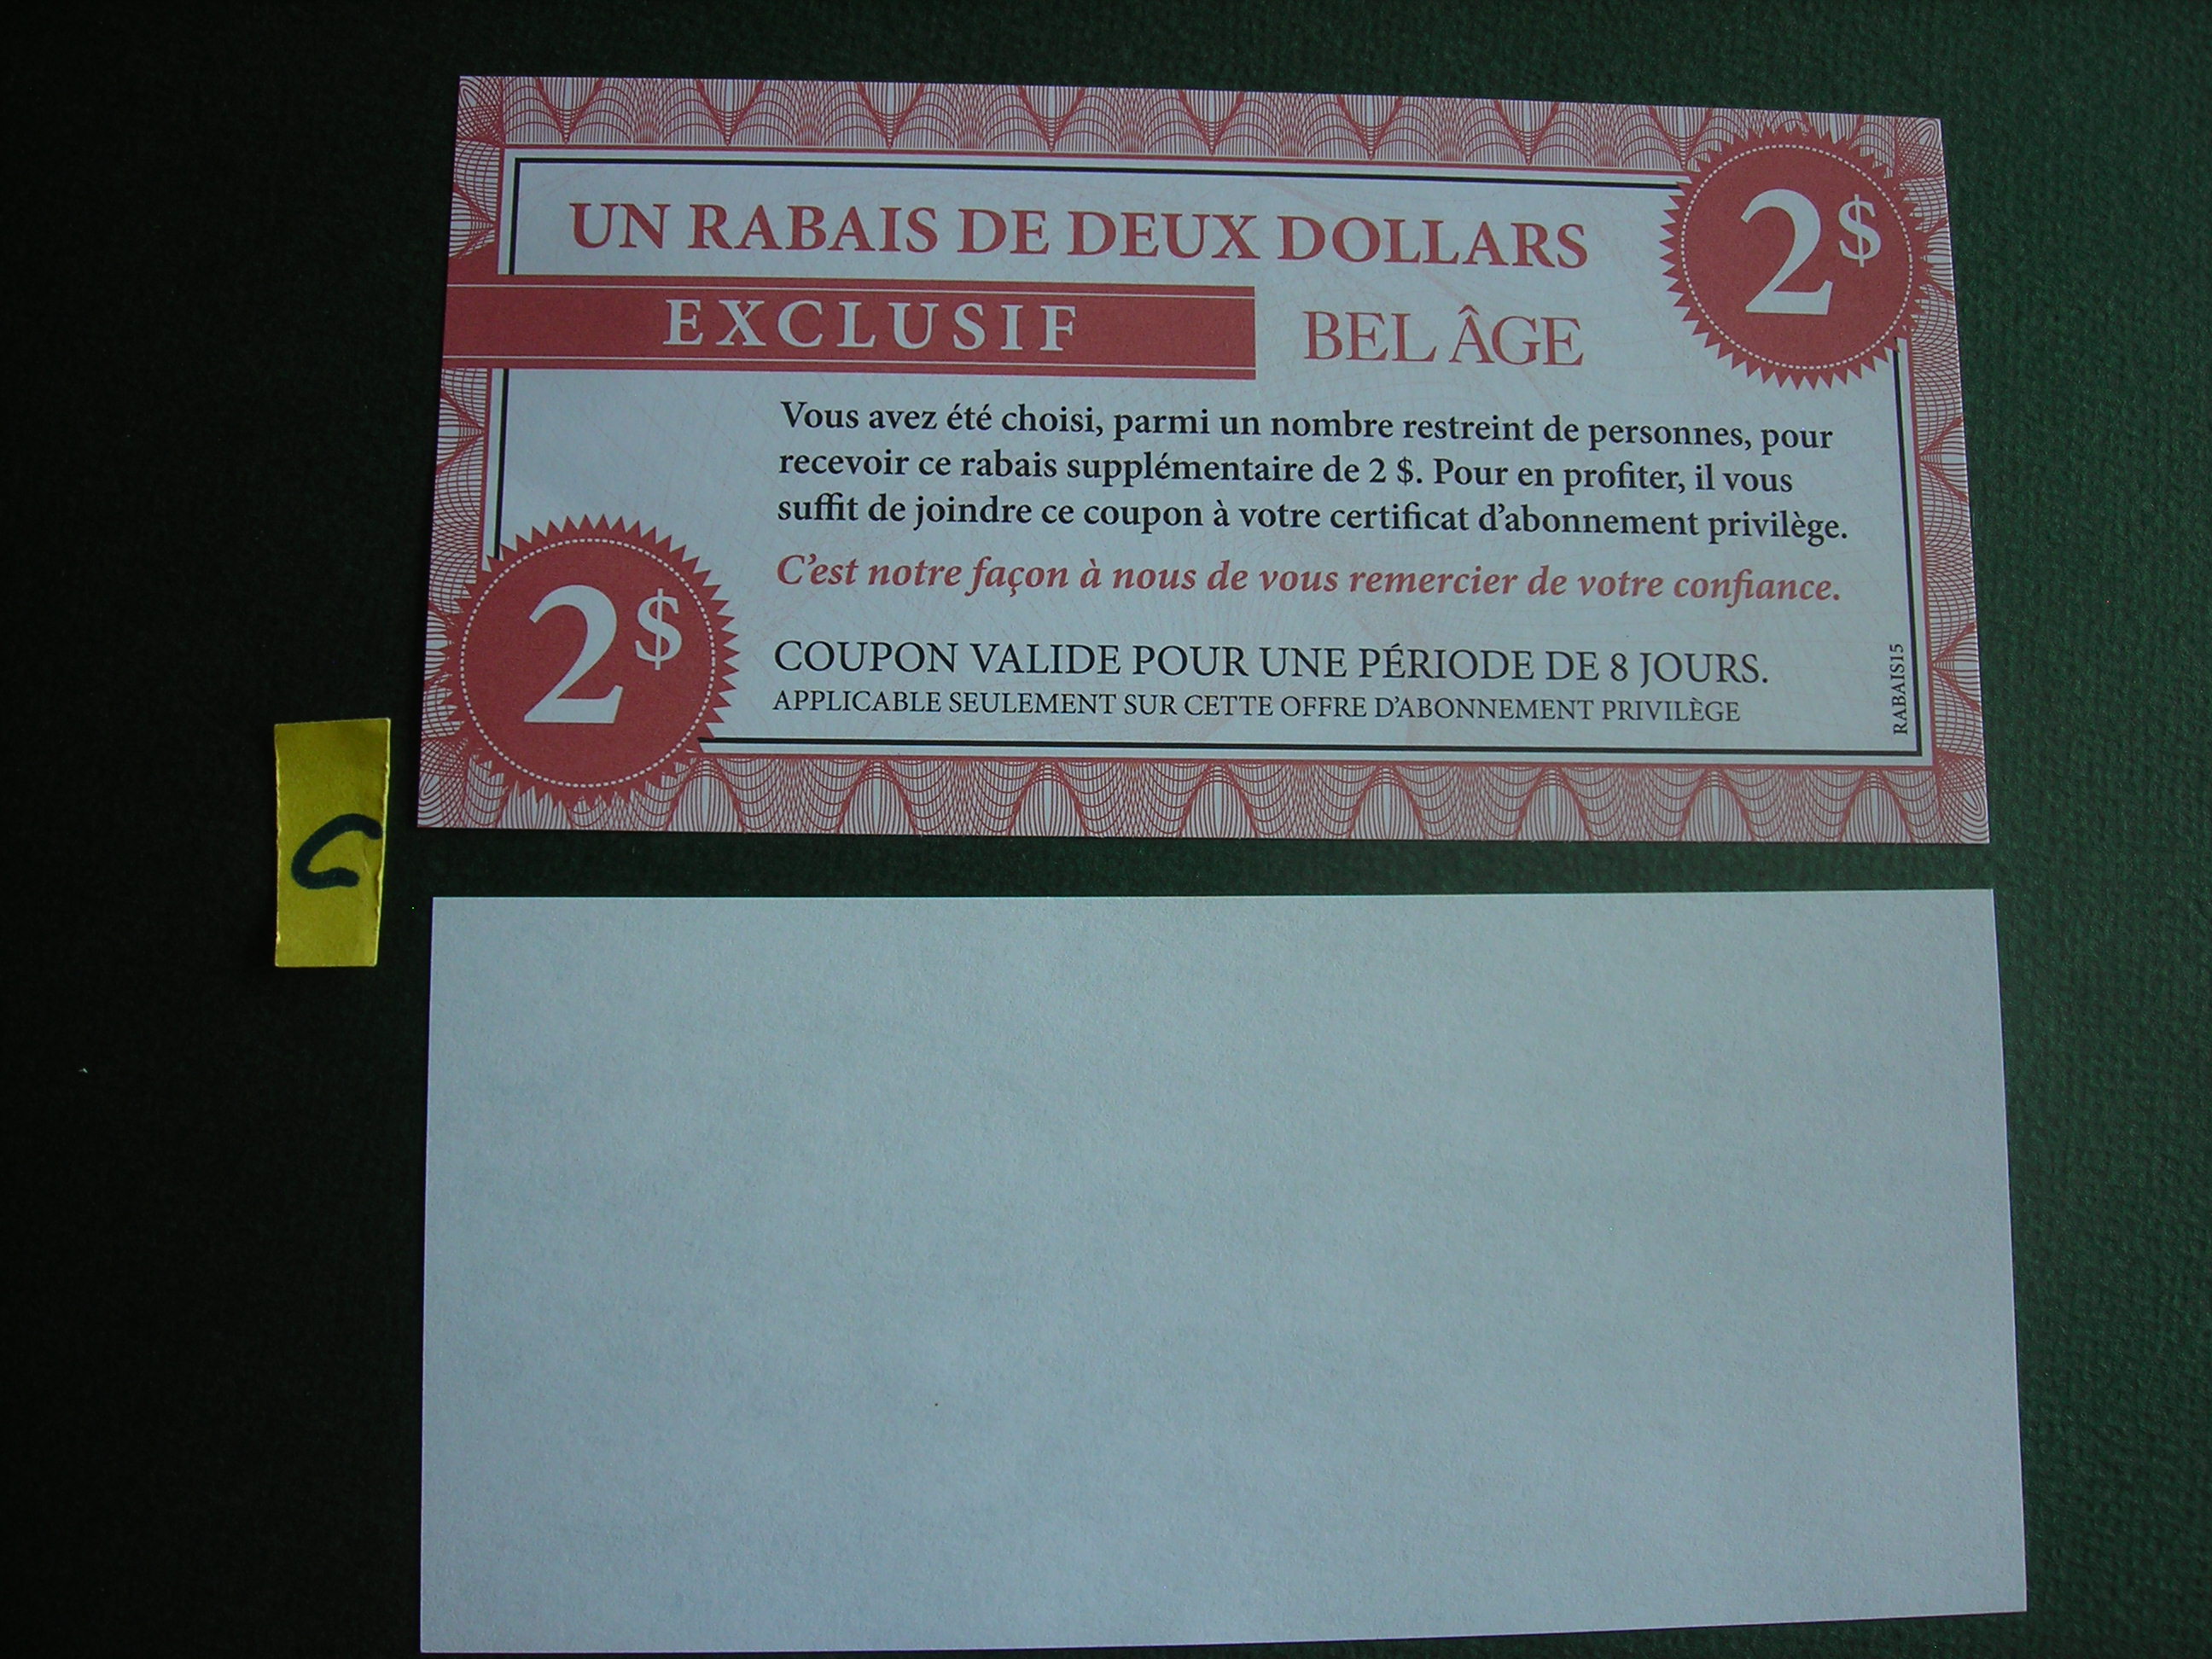 UN RABAIS DE DEUX DOLLARS
2$
EXCLUSIF
BEL ÂGE
Vous avez été choisi, parmi un nombre restreint de personnes, pour
recevoir ce rabais supplémentaire de 2 $. Pour en profiter, il vous
suffit de joindre ce coupon à votre certificat d'abonnement privilège.
C'est notre façon à nous de vous remercier de votre confiance.
2$
COUPON VALIDE POUR UNE PÉRIODE DE 8 JOURS.
APPLICABLE SEULEMENT SUR CETTE OFFRE D'ABONNEMENT PRIVILÈGE
RABAIS15
C